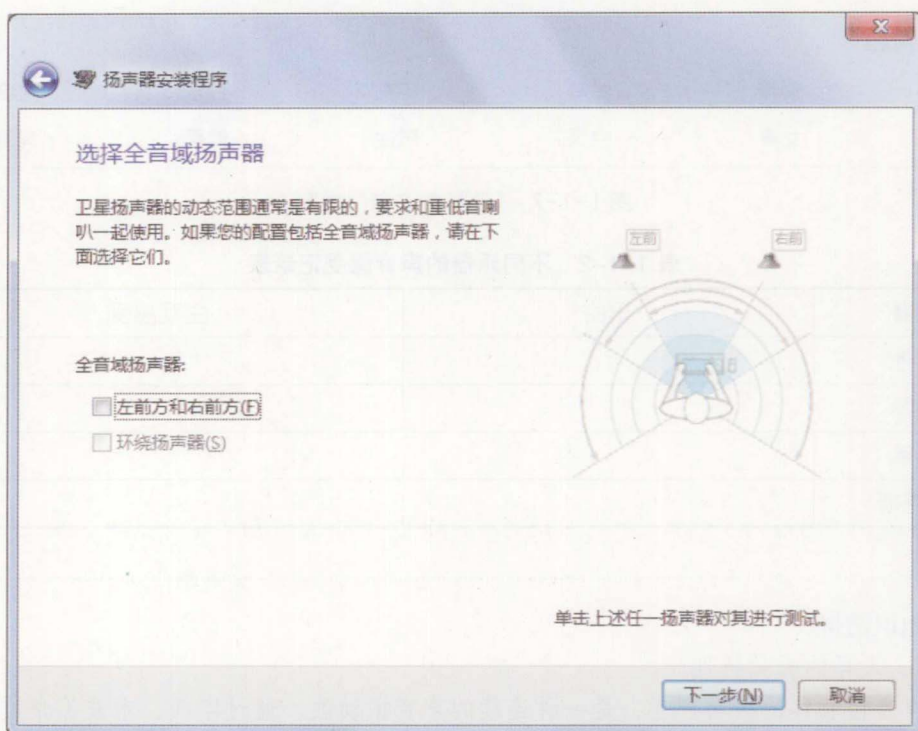 扬声器安装程序
选择全音域扬声器
卫星扬声器的动态范围通常是有限的，要求和重低音喇
叭一起使用。如果您的配置包括全音域扬声器，请在下
面选择它们。
左前
右前
全音域扬声器:
左前方和右前方(F)
环绕扬声器(S)
单击上述任一扬声器对其进行测试。
下一步(N)
取消